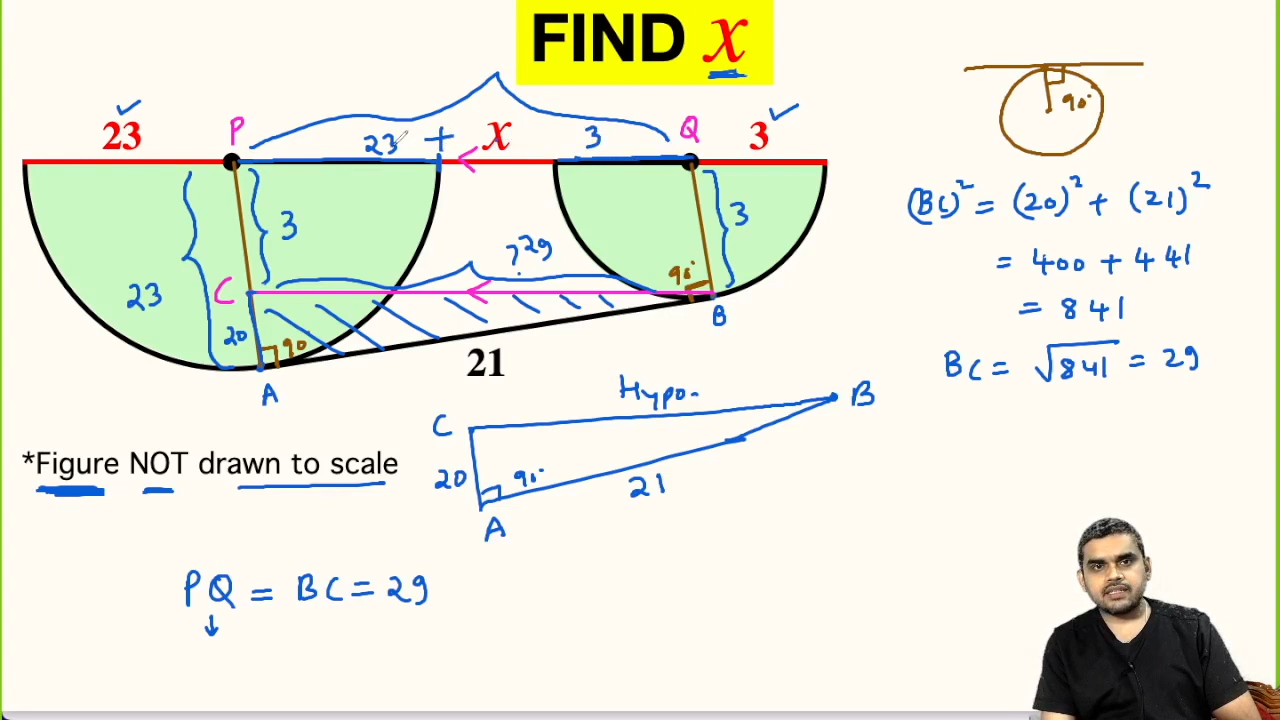 FIND x
23
P
23 +
x
3
Q
3
90°
3
3
(BC)² = (20)² + (21)²
? 29
= 400 + 441
23
C
90°
= 841
B
20
90
21
BC = √841 = 29
A
Hypo.
B
C
*Figure NOT drawn to scale
20
90°
21
A
PQ = BC = 29
↓